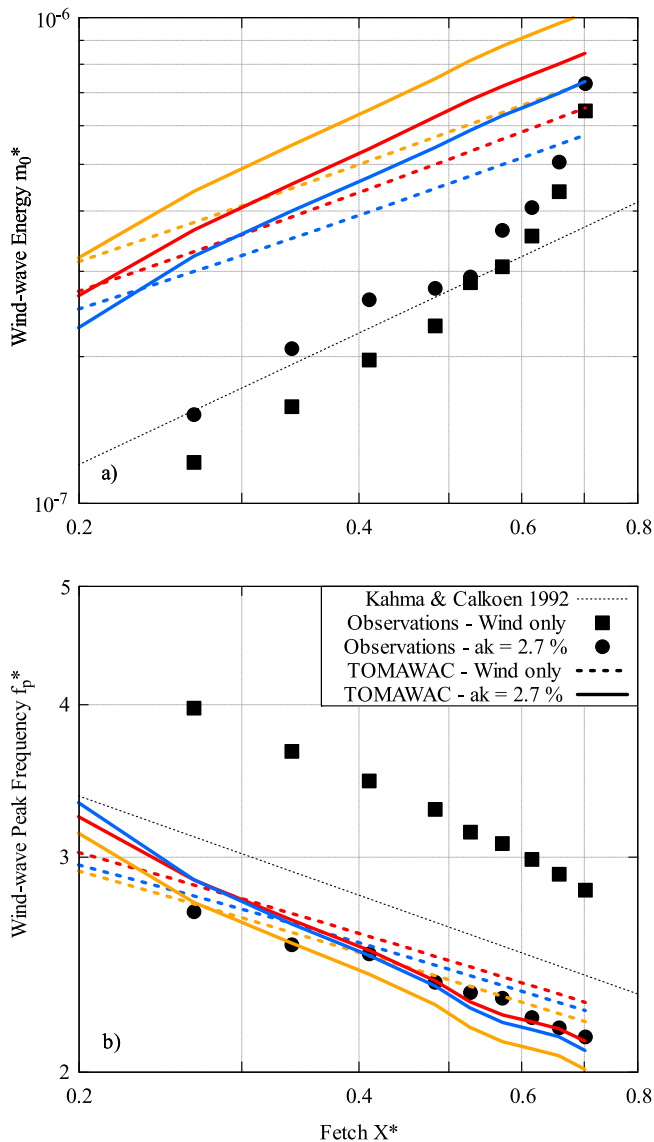 10^-6
Wind-wave Energy m_0*
a)
10^-7
0.2 0.4 0.6 0.8
5
Kahma & Calkoen 1992
Observations - Wind only
Observations - ak = 2.7 %
TOMAWAC - Wind only
TOMAWAC - ak = 2.7 %
4
Wind-wave Peak Frequency f_p*
3
b)
2
0.2 0.4 0.6 0.8
Fetch X*